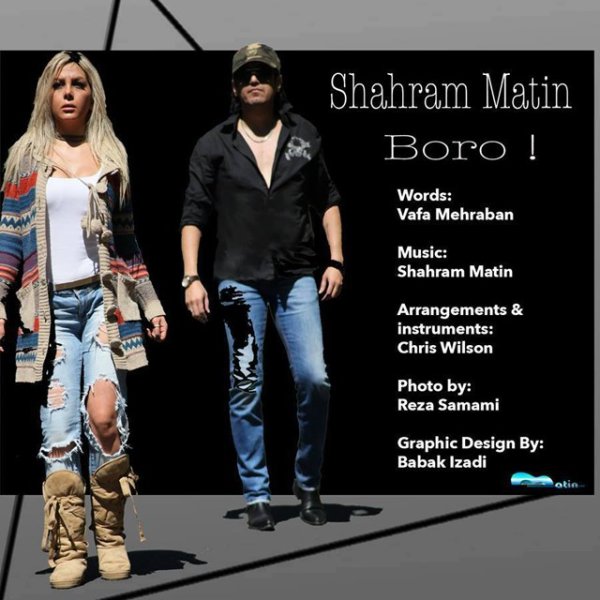 Shahram Matin
Boro !
Words:
Vafa Mehraban
Music:
Shahram Matin
Arrangements &
instruments:
Chris Wilson
Photo by:
Reza Samami
Graphic Design By:
Babak Izadi
atin